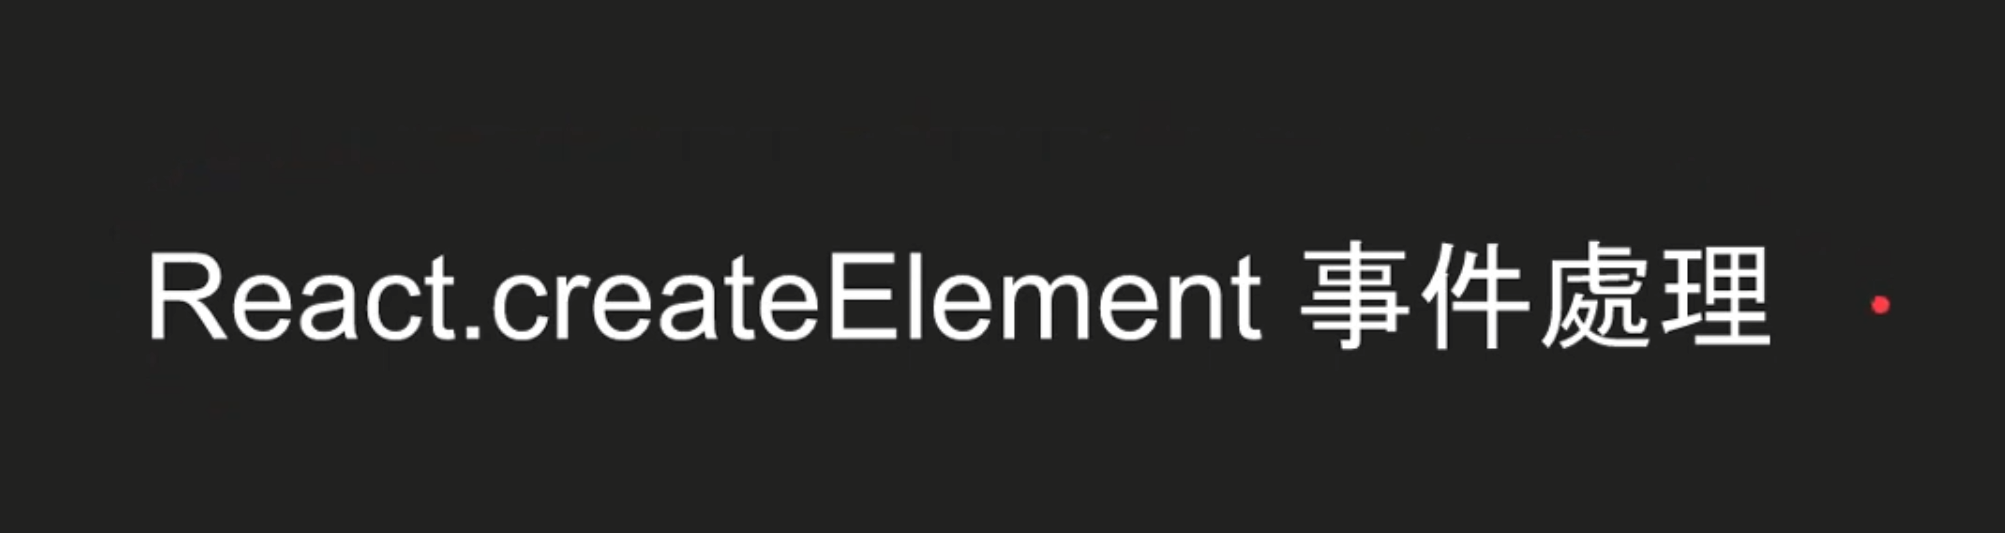 React.createElement 事件處理